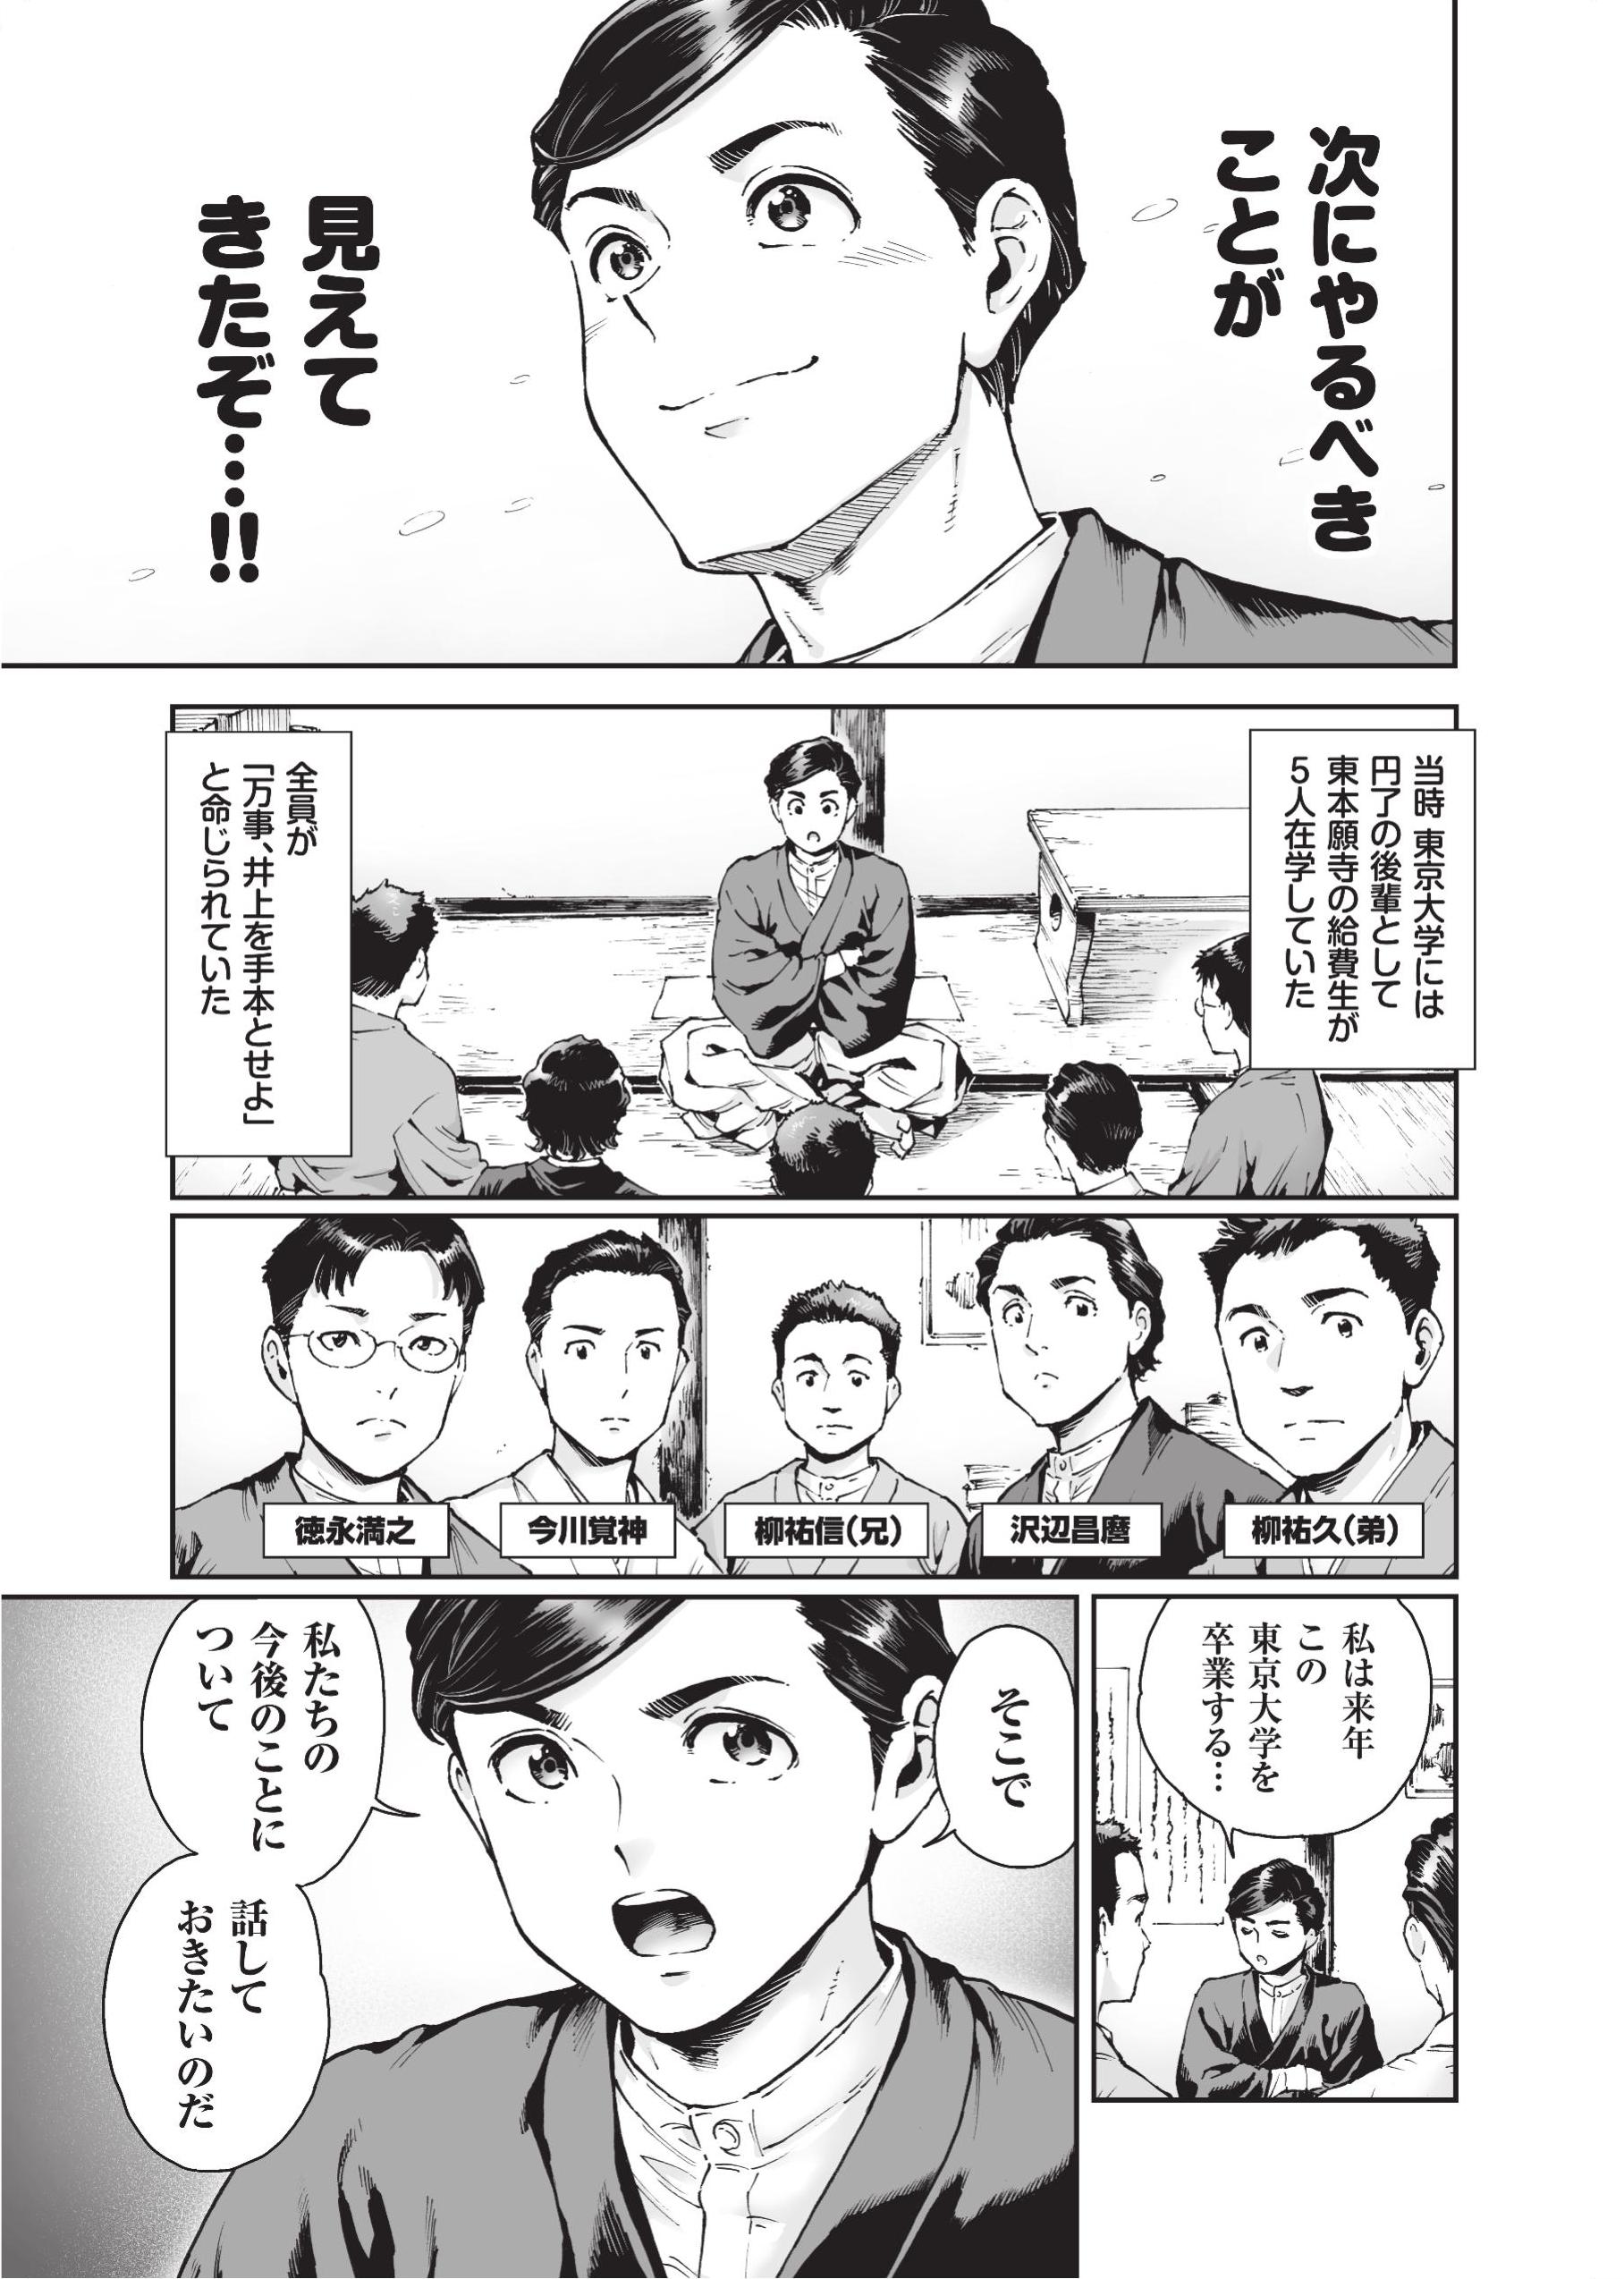 次にやるべき
ことが
見えて
きたぞ…!!
当時 東京大学には
円了の後輩として
東本願寺の給費生が
5人在学していた
全員が
「万事、井上を手本とせよ」
と命じられていた
柳祐久（弟）
沢辺昌麿
柳祐信（兄）
今川覚神
徳永満之
私は来年
この
東京大学を
卒業する…
そこで
私たちの
今後のことに
ついて
話して
おきたいのだ